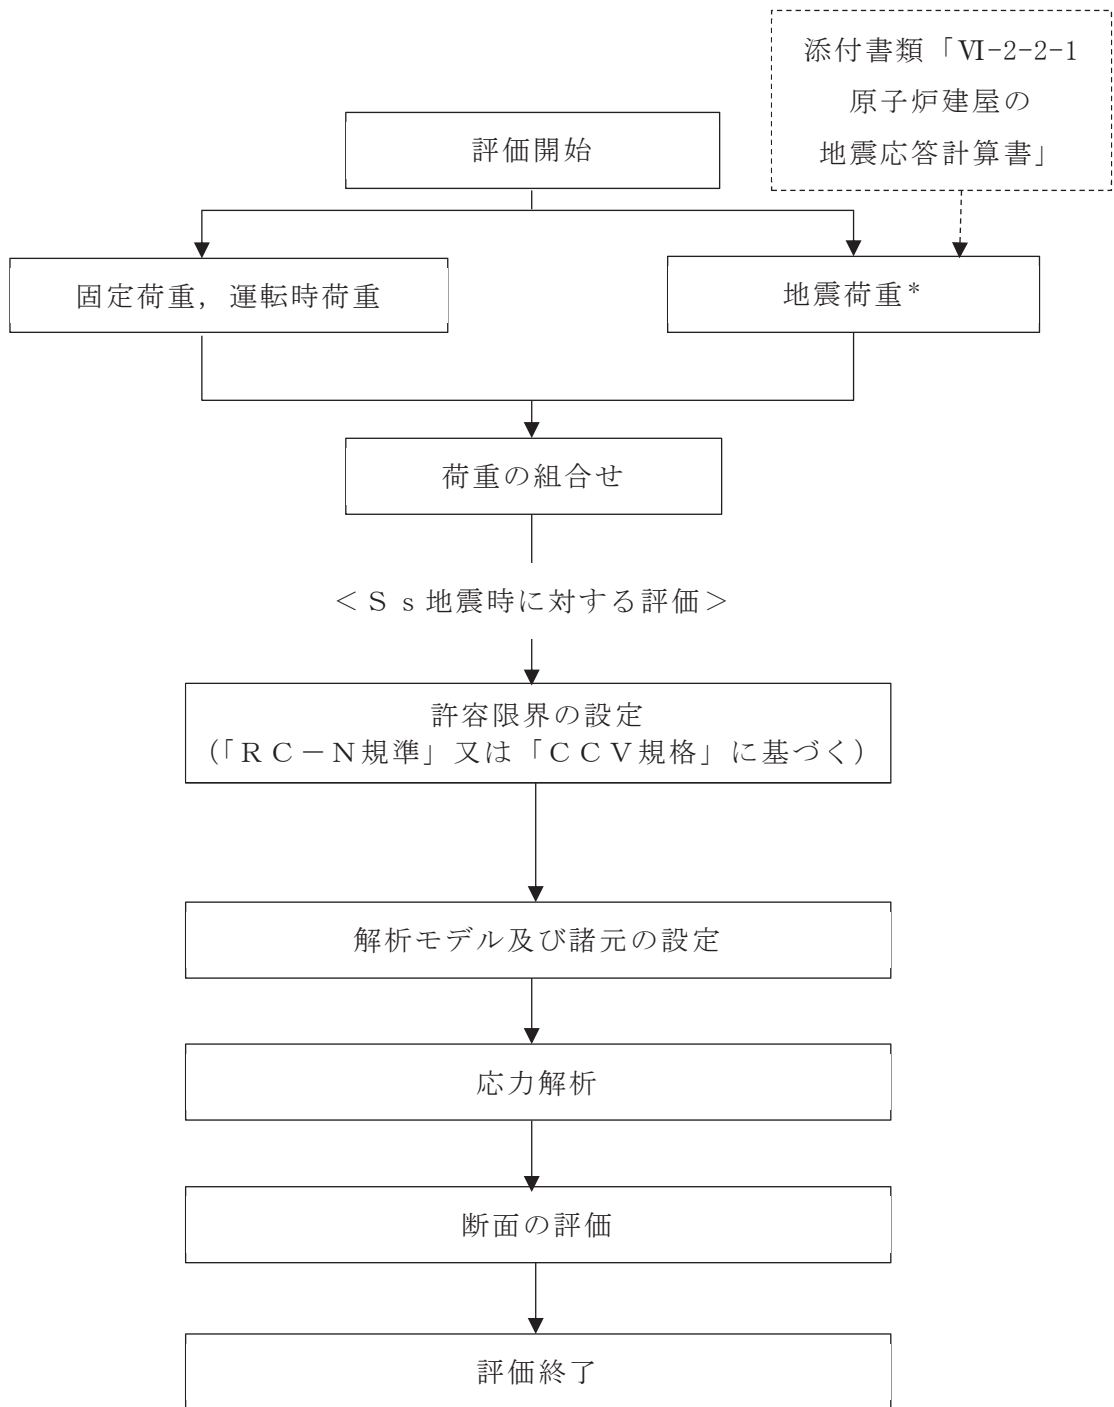 添付書類「Ⅵ-2-2-1
原子炉建屋の
地震応答計算書」
評価開始
固定荷重，運転時荷重
地震荷重*
荷重の組合せ
＜Ｓｓ地震時に対する評価＞
許容限界の設定
（「ＲＣ－Ｎ規準」又は「ＣＣＶ規格」に基づく）
解析モデル及び諸元の設定
応力解析
断面の評価
評価終了